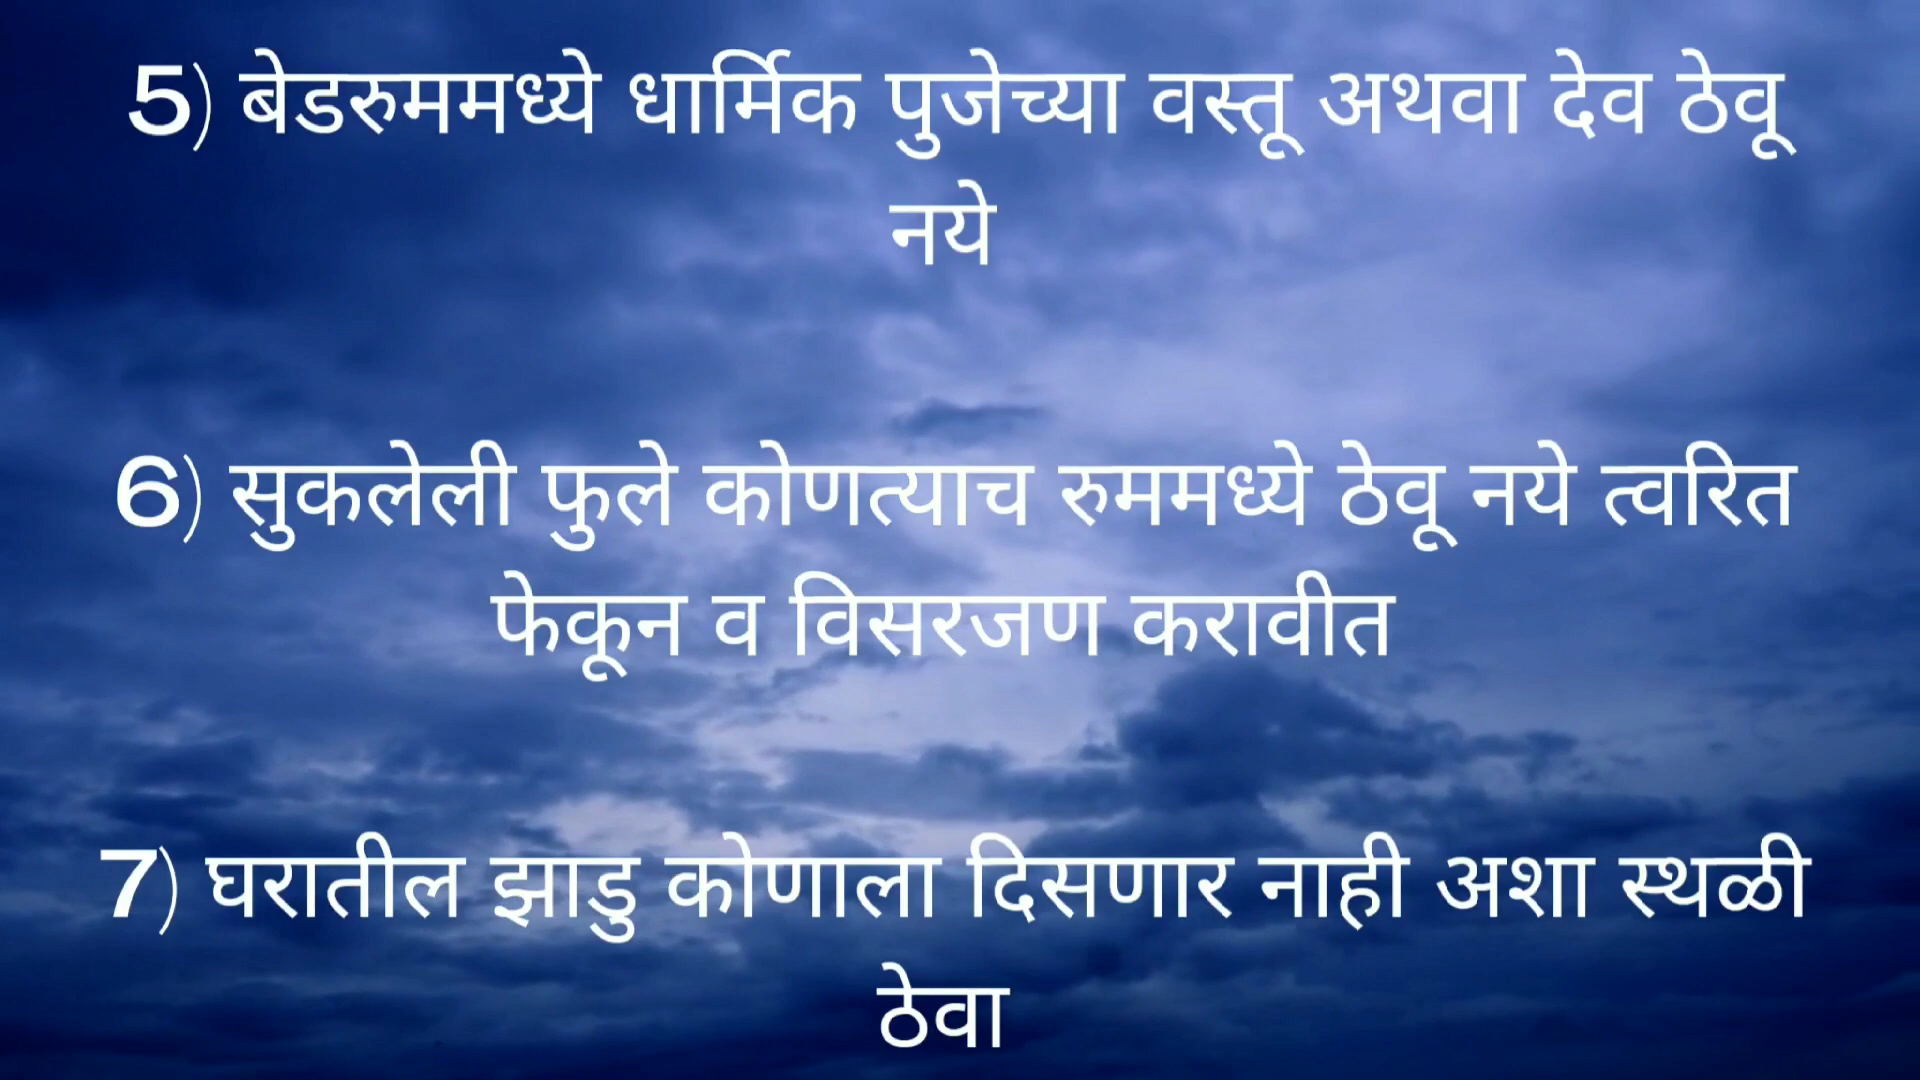 5) बेडरुममध्ये धार्मिक पुजेच्या वस्तू अथवा देव ठेवू
नये
6) सुकलेली फुले कोणत्याच रुममध्ये ठेवू नये त्वरित
फेकून व विसरजण करावीत
7) घरातील झाडु कोणाला दिसणार नाही अशा स्थळी
ठेवा